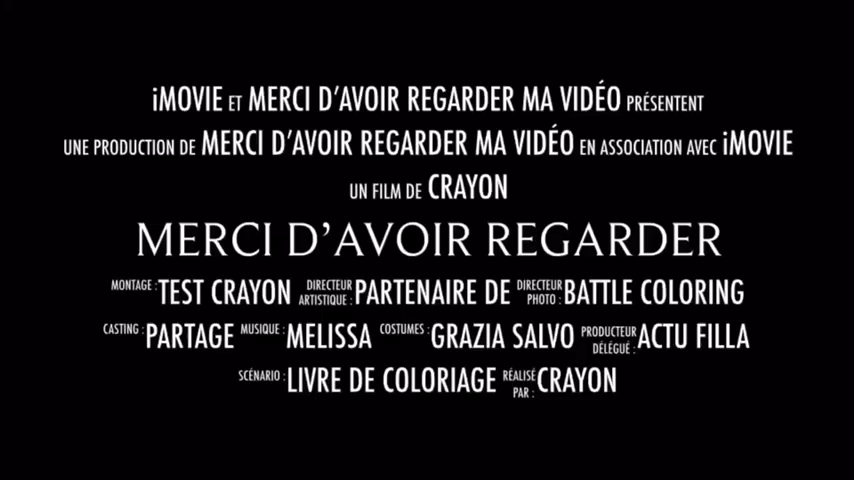 iMOVIE ET MERCI D'AVOIR REGARDER MA VIDÉO PRÉSENTENT
UNE PRODUCTION DE MERCI D'AVOIR REGARDER MA VIDÉO EN ASSOCIATION AVEC iMOVIE
UN FILM DE CRAYON
MERCI D'AVOIR REGARDER
MONTAGE : TEST CRAYON DIRECTEUR ARTISTIQUE : PARTENAIRE DE DIRECTEUR PHOTO : BATTLE COLORING
CASTING : PARTAGE MUSIQUE : MELISSA COSTUMES : GRAZIA SALVO PRODUCTEUR DÉLÉGUÉ : ACTU FILLA
SCÉNARIO : LIVRE DE COLORIAGE RÉALISÉ PAR : CRAYON